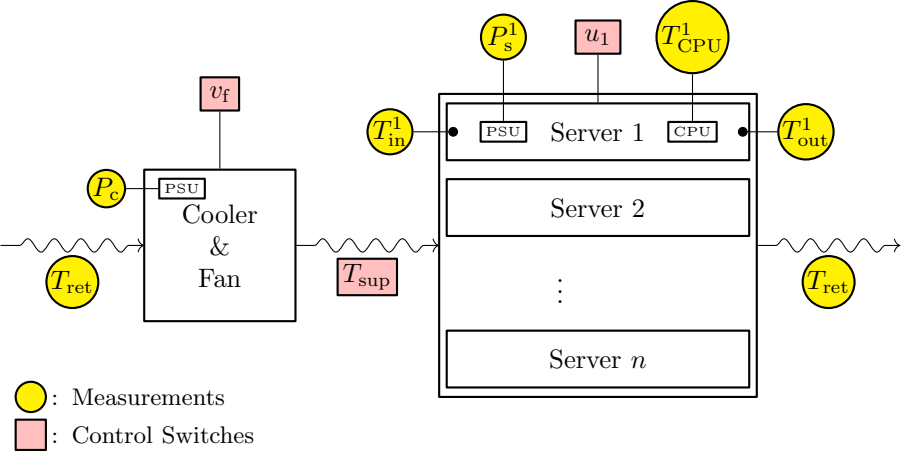 P_s^1
u_1
T_CPU^1
v_f
T_in^1
PSU
Server 1
CPU
T_out^1
P_c
PSU
Cooler
&
Fan
Server 2
T_ret
T_sup
⋮
T_ret
Server n
: Measurements
: Control Switches